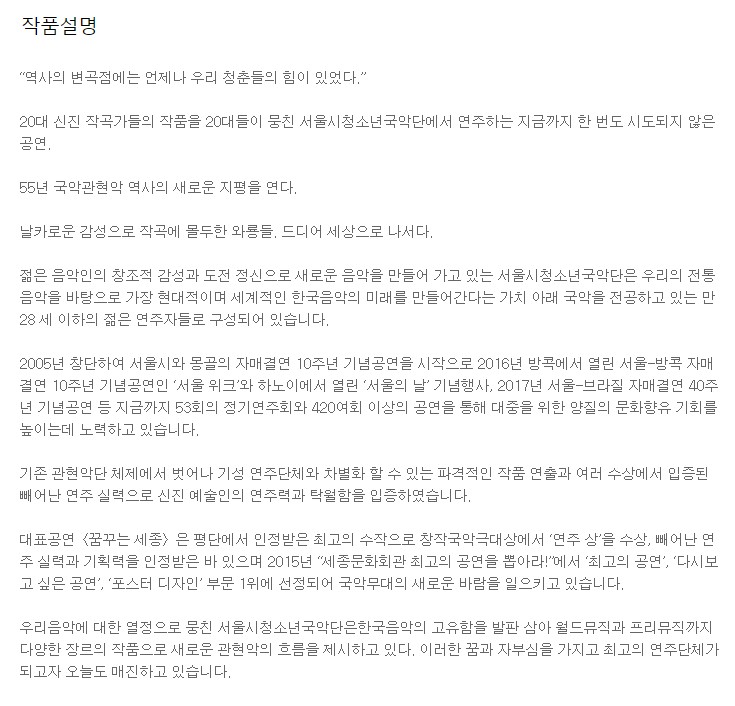 작품설명
“역사의 변곡점에는 언제나 우리 청춘들의 힘이 있었다.”
20대 신진 작곡가들의 작품을 20대들이 뭉친 서울시청소년국악단에서 연주하는 지금까지 한 번도 시도되지 않은
공연.
55년 국악관현악 역사의 새로운 지평을 연다.
날카로운 감성으로 작곡에 몰두한 와룡들. 드디어 세상으로 나서다.
젊은 음악인의 창조적 감성과 도전 정신으로 새로운 음악을 만들어 가고 있는 서울시청소년국악단은 우리의 전통
음악을 바탕으로 가장 현대적이며 세계적인 한국음악의 미래를 만들어간다는 가치 아래 국악을 전공하고 있는 만
28 세 이하의 젊은 연주자들로 구성되어 있습니다.
2005년 창단하여 서울시와 몽골의 자매결연 10주년 기념공연을 시작으로 2016년 방콕에서 열린 서울-방콕 자매
결연 10주년 기념공연인 ‘서울 위크’와 하노이에서 열린 ‘서울의 날’ 기념행사, 2017년 서울-브라질 자매결연 40주
년 기념공연 등 지금까지 53회의 정기연주회와 420여회 이상의 공연을 통해 대중을 위한 양질의 문화향유 기회를
높이는데 노력하고 있습니다.
기존 관현악단 체제에서 벗어나 기성 연주단체와 차별화 할 수 있는 파격적인 작품 연출과 여러 수상에서 입증된
빼어난 연주 실력으로 신진 예술인의 연주력과 탁월함을 입증하였습니다.
대표공연 <꿈꾸는 세종> 은 평단에서 인정받은 최고의 수작으로 창작국악극대상에서 ‘연주 상’을 수상, 빼어난 연
주 실력과 기획력을 인정받은 바 있으며 2015년 “세종문화회관 최고의 공연을 뽑아라!”에서 ‘최고의 공연’, ‘다시보
고 싶은 공연’, ‘포스터 디자인’ 부문 1위에 선정되어 국악무대의 새로운 바람을 일으키고 있습니다.
우리음악에 대한 열정으로 뭉친 서울시청소년국악단은한국음악의 고유함을 발판 삼아 월드뮤직과 프리뮤직까지
다양한 장르의 작품으로 새로운 관현악의 흐름을 제시하고 있다. 이러한 꿈과 자부심을 가지고 최고의 연주단체가
되고자 오늘도 매진하고 있습니다.